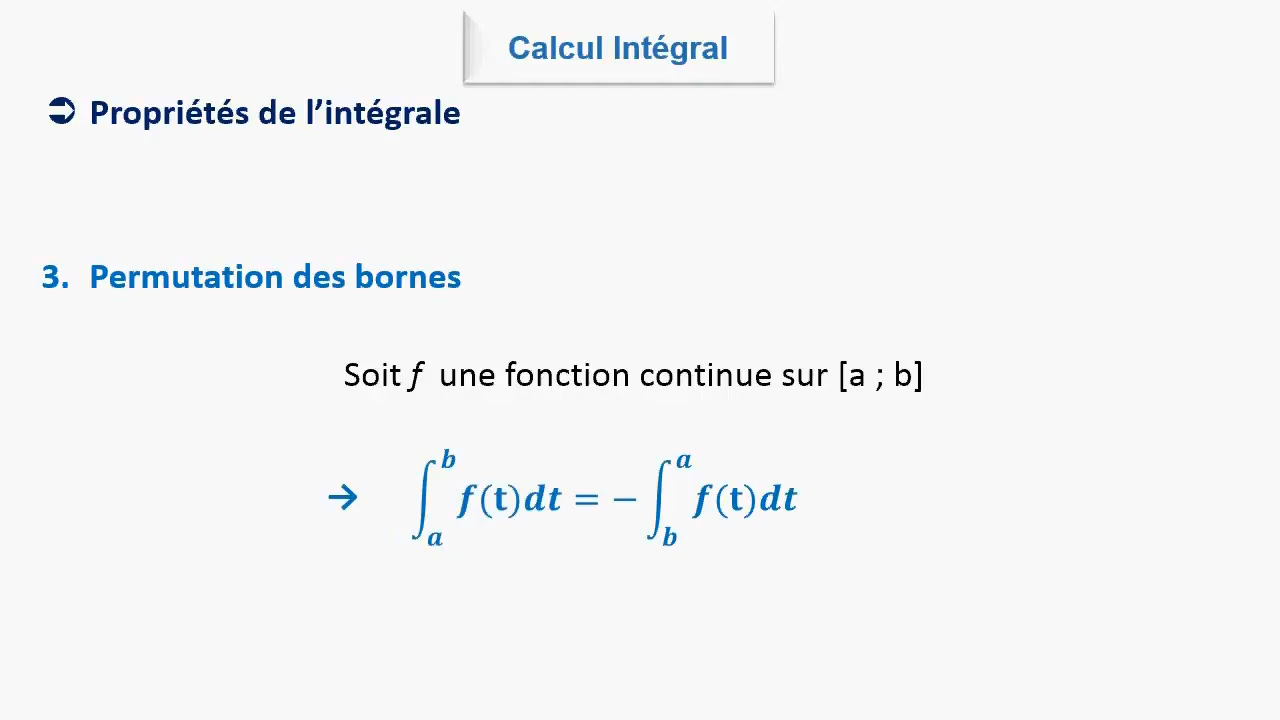 Calcul Intégral
➲ Propriétés de l’intégrale
3. Permutation des bornes
Soit f une fonction continue sur [a ; b]
→ ∫_a^b f(t)dt = − ∫_b^a f(t)dt